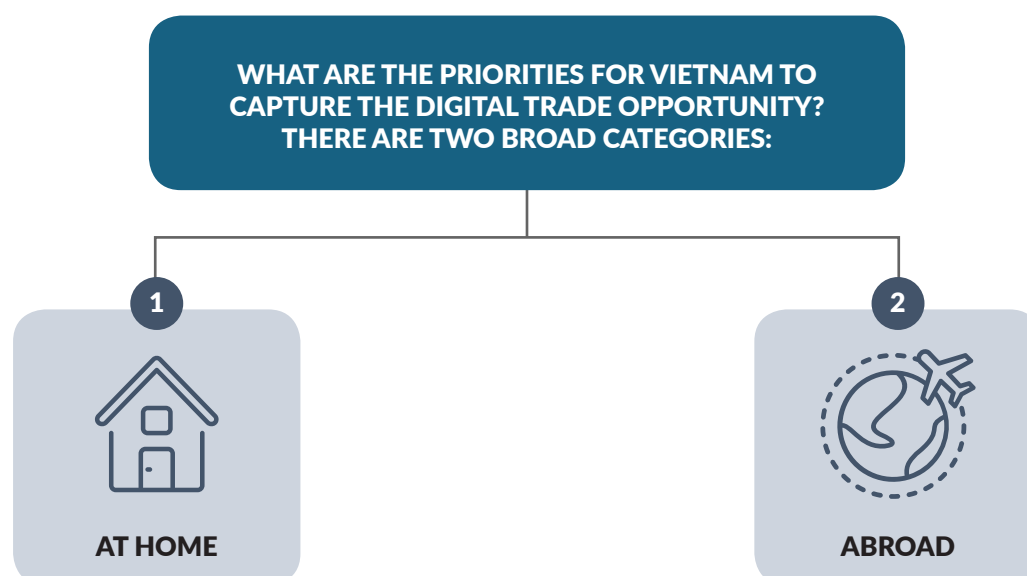 WHAT ARE THE PRIORITIES FOR VIETNAM TO
CAPTURE THE DIGITAL TRADE OPPORTUNITY?
THERE ARE TWO BROAD CATEGORIES:
1
2
AT HOME
ABROAD